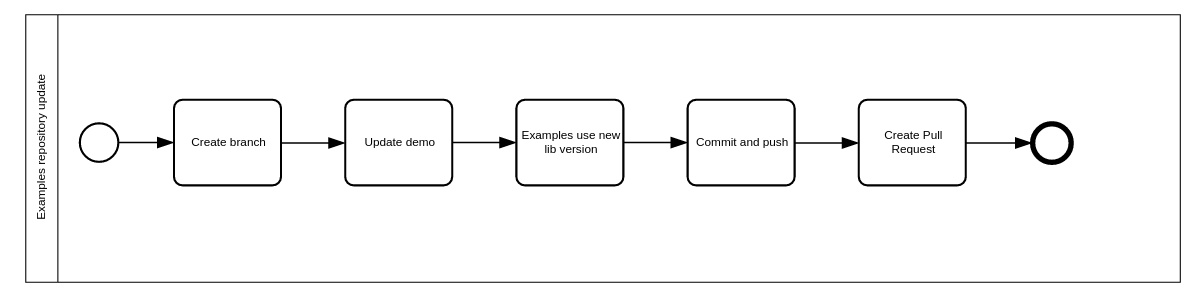 Examples repository update
Create branch
Update demo
Examples use new
lib version
Commit and push
Create Pull
Request